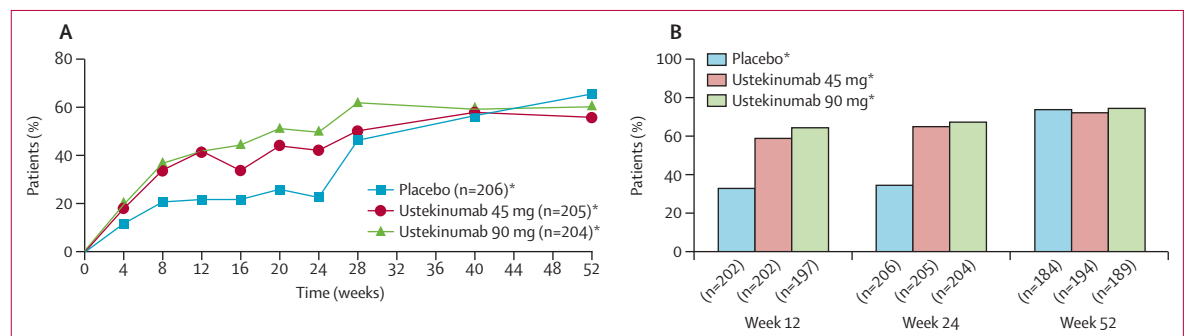 A
80
60
40
20
0
Patients (%)
Placebo (n=206)*
Ustekinumab 45 mg (n=205)*
Ustekinumab 90 mg (n=204)*
0 4 8 12 16 20 24 28 32 36 40 44 48 52
Time (weeks)
B
100
80
60
40
20
0
Patients (%)
Placebo*
Ustekinumab 45 mg*
Ustekinumab 90 mg*
(n=202) (n=202) (n=197) (n=206) (n=205) (n=204) (n=184) (n=194) (n=189)
Week 12 Week 24 Week 52